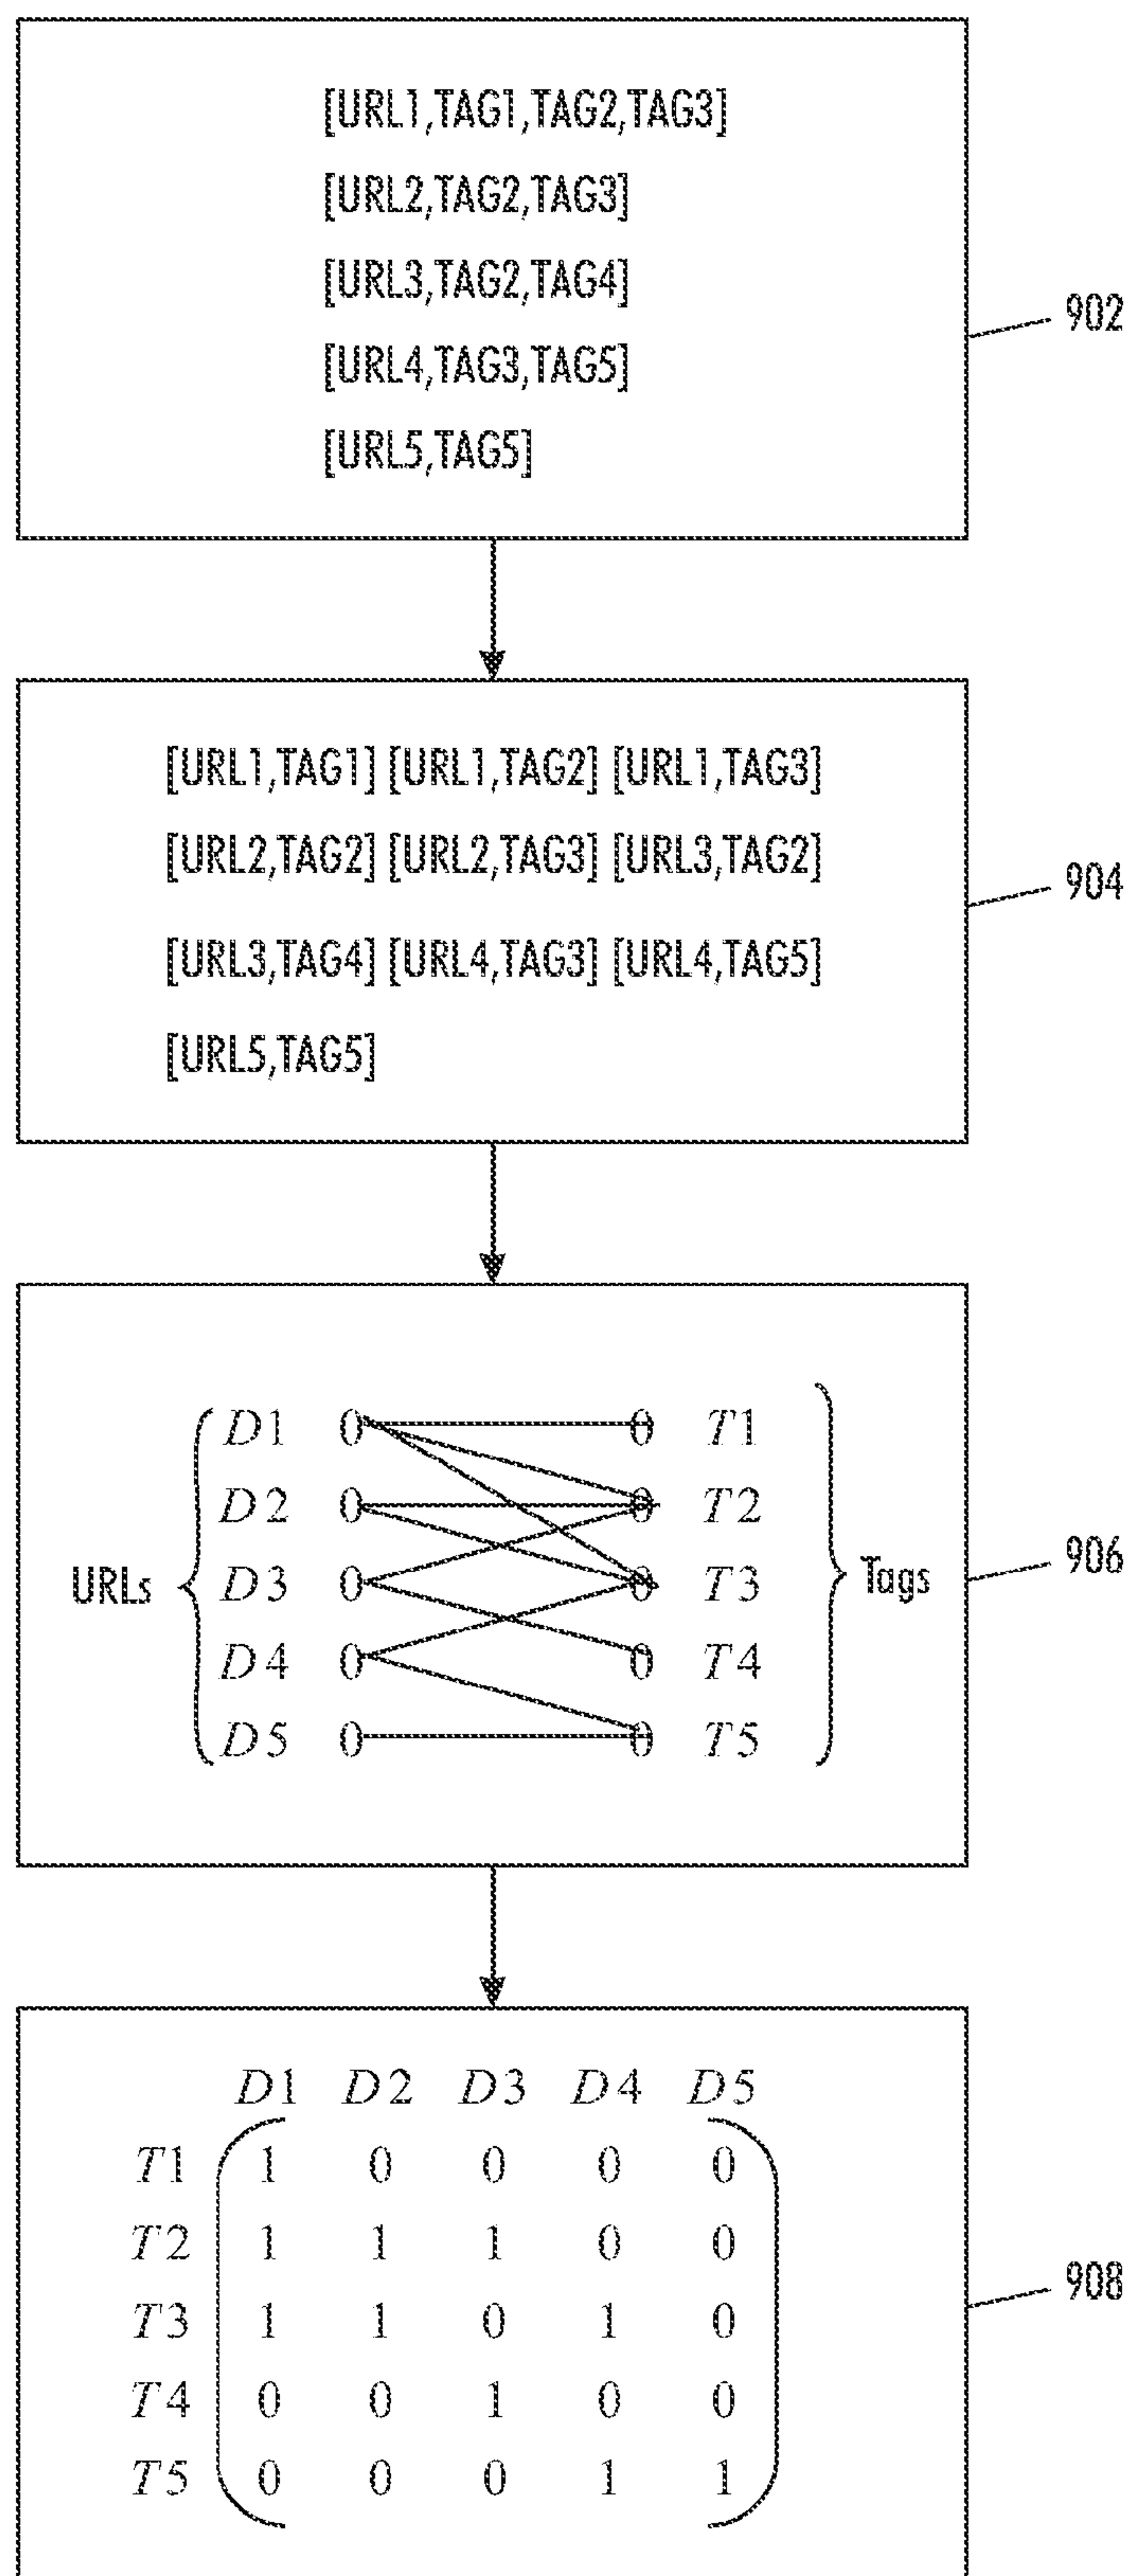 [URL1,TAG1,TAG2,TAG3]
[URL2,TAG2,TAG3]
[URL3,TAG2,TAG4]
902
[URL4,TAG3,TAG5]
[URL5,TAG5]
[URL1,TAG1] [URL1,TAG2] [URL1,TAG3]
[URL2,TAG2] [URL2,TAG3] [URL3,TAG2]
904
[URL3,TAG4] [URL4,TAG3] [URL4,TAG5]
[URL5,TAG5]
D1 0 0 T1
D2 0 0 T2
906
URLs D3 0 0 T3 Tags
D4 0 0 T4
D5 0 0 T5
D1 D2 D3 D4 D5
T1 1 0 0 0 0
T2 1 1 1 0 0
908
T3 1 1 0 1 0
T4 0 0 1 0 0
T5 0 0 0 1 1